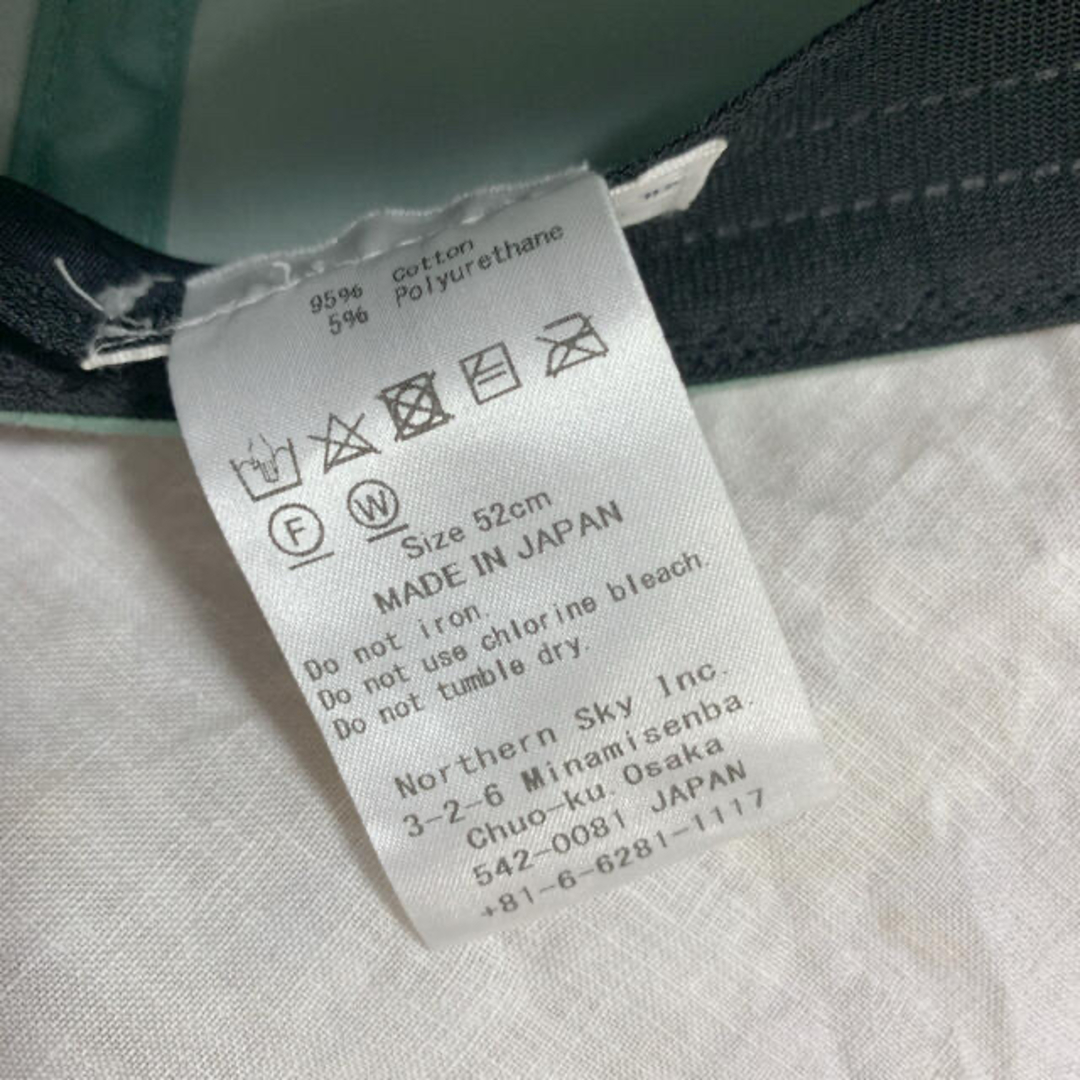 95% Cotton
5% Polyurethane
F W
Size 52cm
MADE IN JAPAN
Do not iron.
Do not use chlorine bleach.
Do not tumble dry.
Northern Sky Inc.
3-2-6 Minamisenba.
Chuo-ku. Osaka
542-0081 JAPAN
+81-6-6281-1117